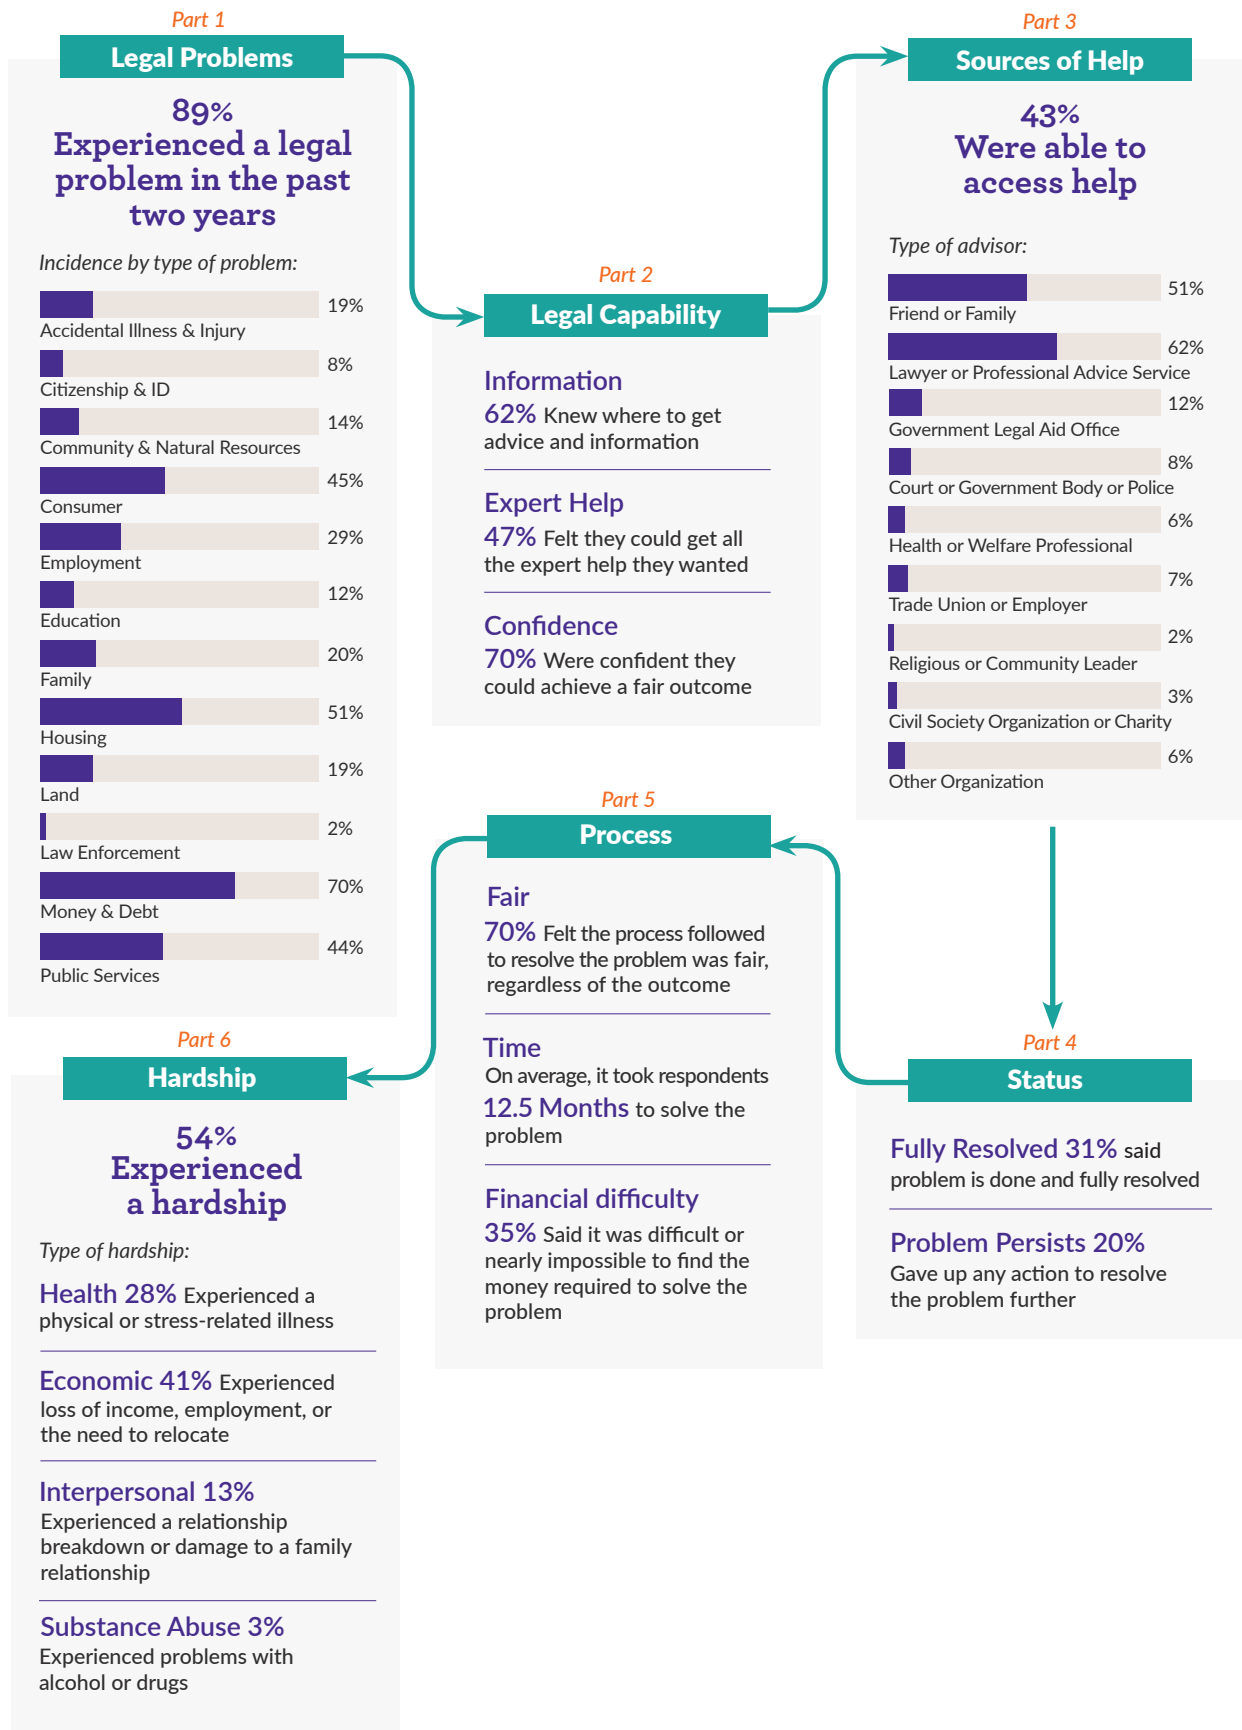 Part 1
Legal Problems
89%
Experienced a legal
problem in the past
two years
Incidence by type of problem:
19%
Accidental Illness & Injury
8%
Citizenship & ID
14%
Community & Natural Resources
45%
Consumer
29%
Employment
12%
Education
20%
Family
51%
Housing
19%
Land
2%
Law Enforcement
70%
Money & Debt
44%
Public Services
Part 2
Legal Capability
Information
62% Knew where to get
advice and information
Expert Help
47% Felt they could get all
the expert help they wanted
Confidence
70% Were confident they
could achieve a fair outcome
Part 3
Sources of Help
43%
Were able to
access help
Type of advisor:
51%
Friend or Family
62%
Lawyer or Professional Advice Service
12%
Government Legal Aid Office
8%
Court or Government Body or Police
6%
Health or Welfare Professional
7%
Trade Union or Employer
2%
Religious or Community Leader
3%
Civil Society Organization or Charity
6%
Other Organization
Part 4
Status
Fully Resolved 31% said
problem is done and fully resolved
Problem Persists 20%
Gave up any action to resolve
the problem further
Part 5
Process
Fair
70% Felt the process followed
to resolve the problem was fair,
regardless of the outcome
Time
On average, it took respondents
12.5 Months to solve the
problem
Financial difficulty
35% Said it was difficult or
nearly impossible to find the
money required to solve the
problem
Part 6
Hardship
54%
Experienced
a hardship
Type of hardship:
Health 28% Experienced a
physical or stress-related illness
Economic 41% Experienced
loss of income, employment, or
the need to relocate
Interpersonal 13%
Experienced a relationship
breakdown or damage to a family
relationship
Substance Abuse 3%
Experienced problems with
alcohol or drugs